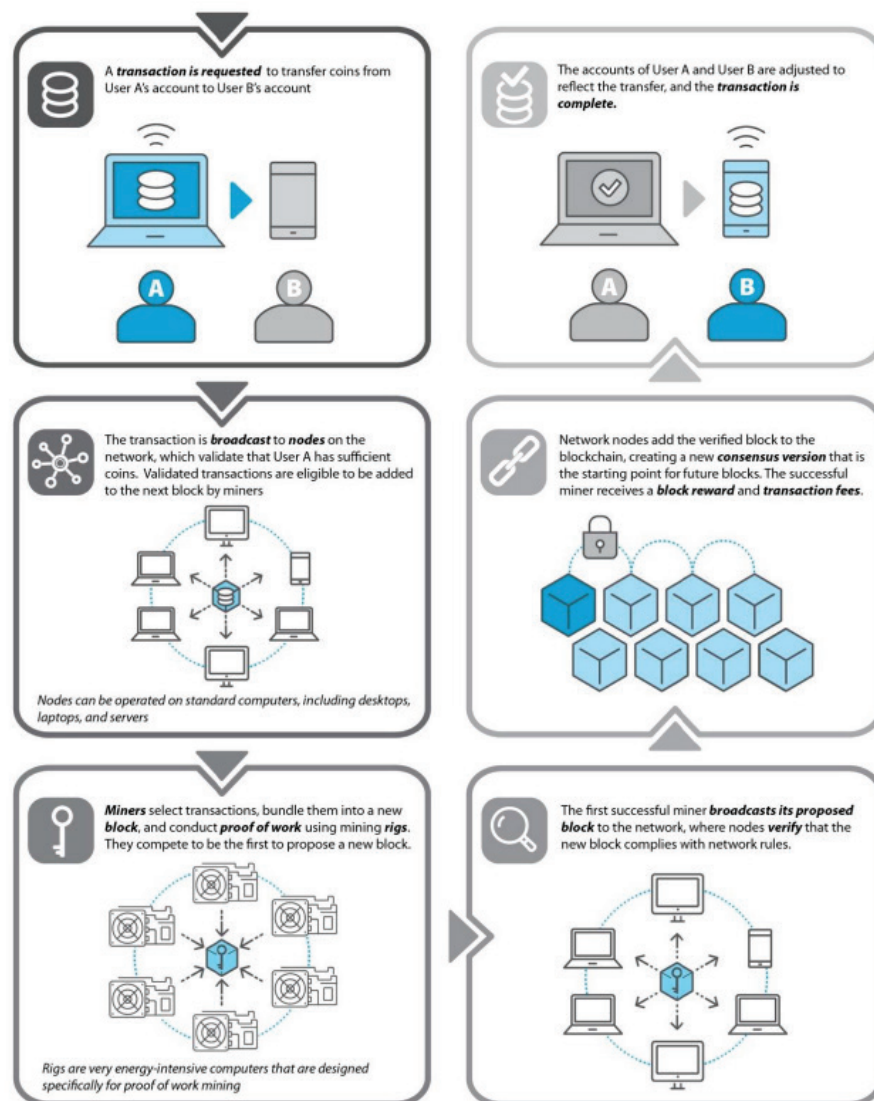 A transaction is requested to transfer coins from
User A's account to User B's account
A
B
The transaction is broadcast to nodes on the
network, which validate that User A has sufficient
coins. Validated transactions are eligible to be added
to the next block by miners
Nodes can be operated on standard computers, including desktops,
laptops, and servers
Miners select transactions, bundle them into a new
block, and conduct proof of work using mining rigs.
They compete to be the first to propose a new block.
Rigs are very energy-intensive computers that are designed
specifically for proof of work mining
The first successful miner broadcasts its proposed
block to the network, where nodes verify that the
new block complies with network rules.
Network nodes add the verified block to the
blockchain, creating a new consensus version that is
the starting point for future blocks. The successful
miner receives a block reward and transaction fees.
The accounts of User A and User B are adjusted to
reflect the transfer, and the transaction is
complete.
A
B